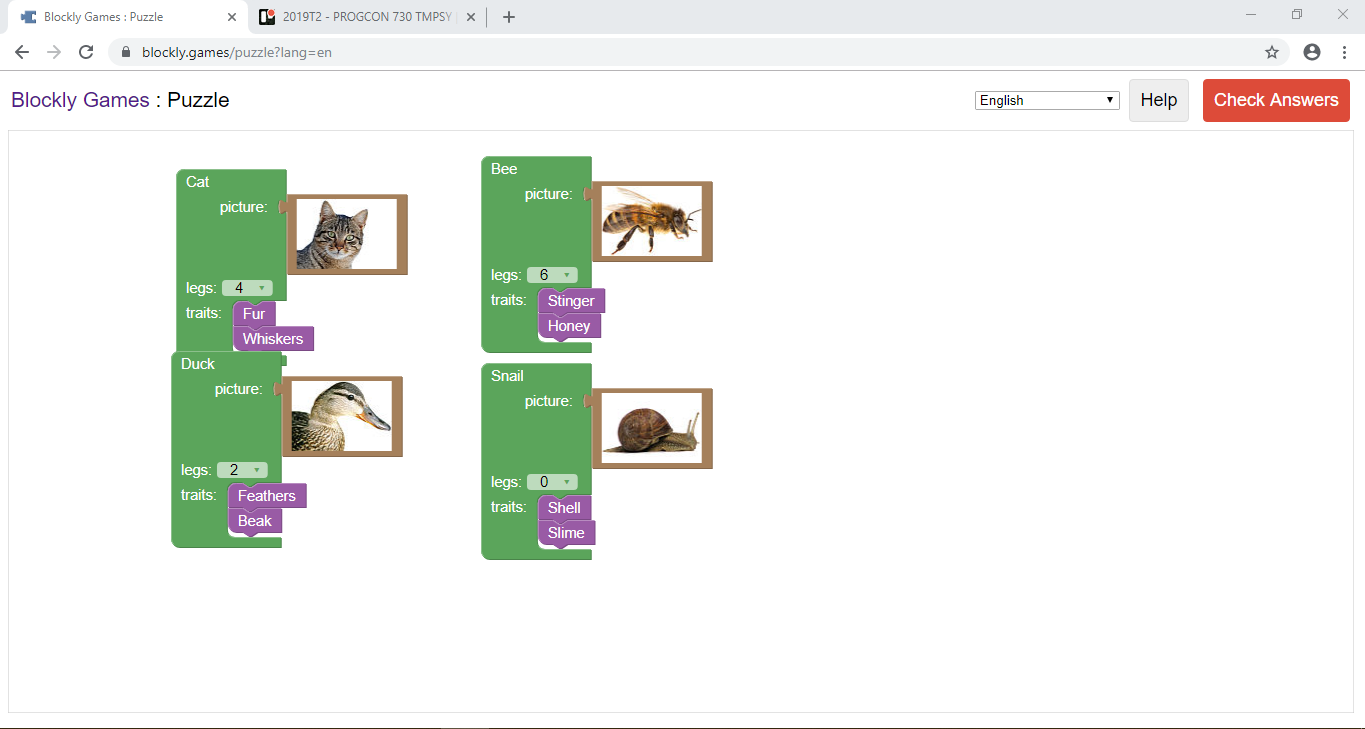 Blockly Games : Puzzle
2019T2 - PROGCON 730 TMPSY
blockly.games/puzzle?lang=en
Blockly Games : Puzzle
English
Help
Check Answers
Cat
picture:
legs: 4
traits: Fur
Whiskers
Duck
picture:
legs: 2
traits: Feathers
Beak
Bee
picture:
legs: 6
traits: Stinger
Honey
Snail
picture:
legs: 0
traits: Shell
Slime